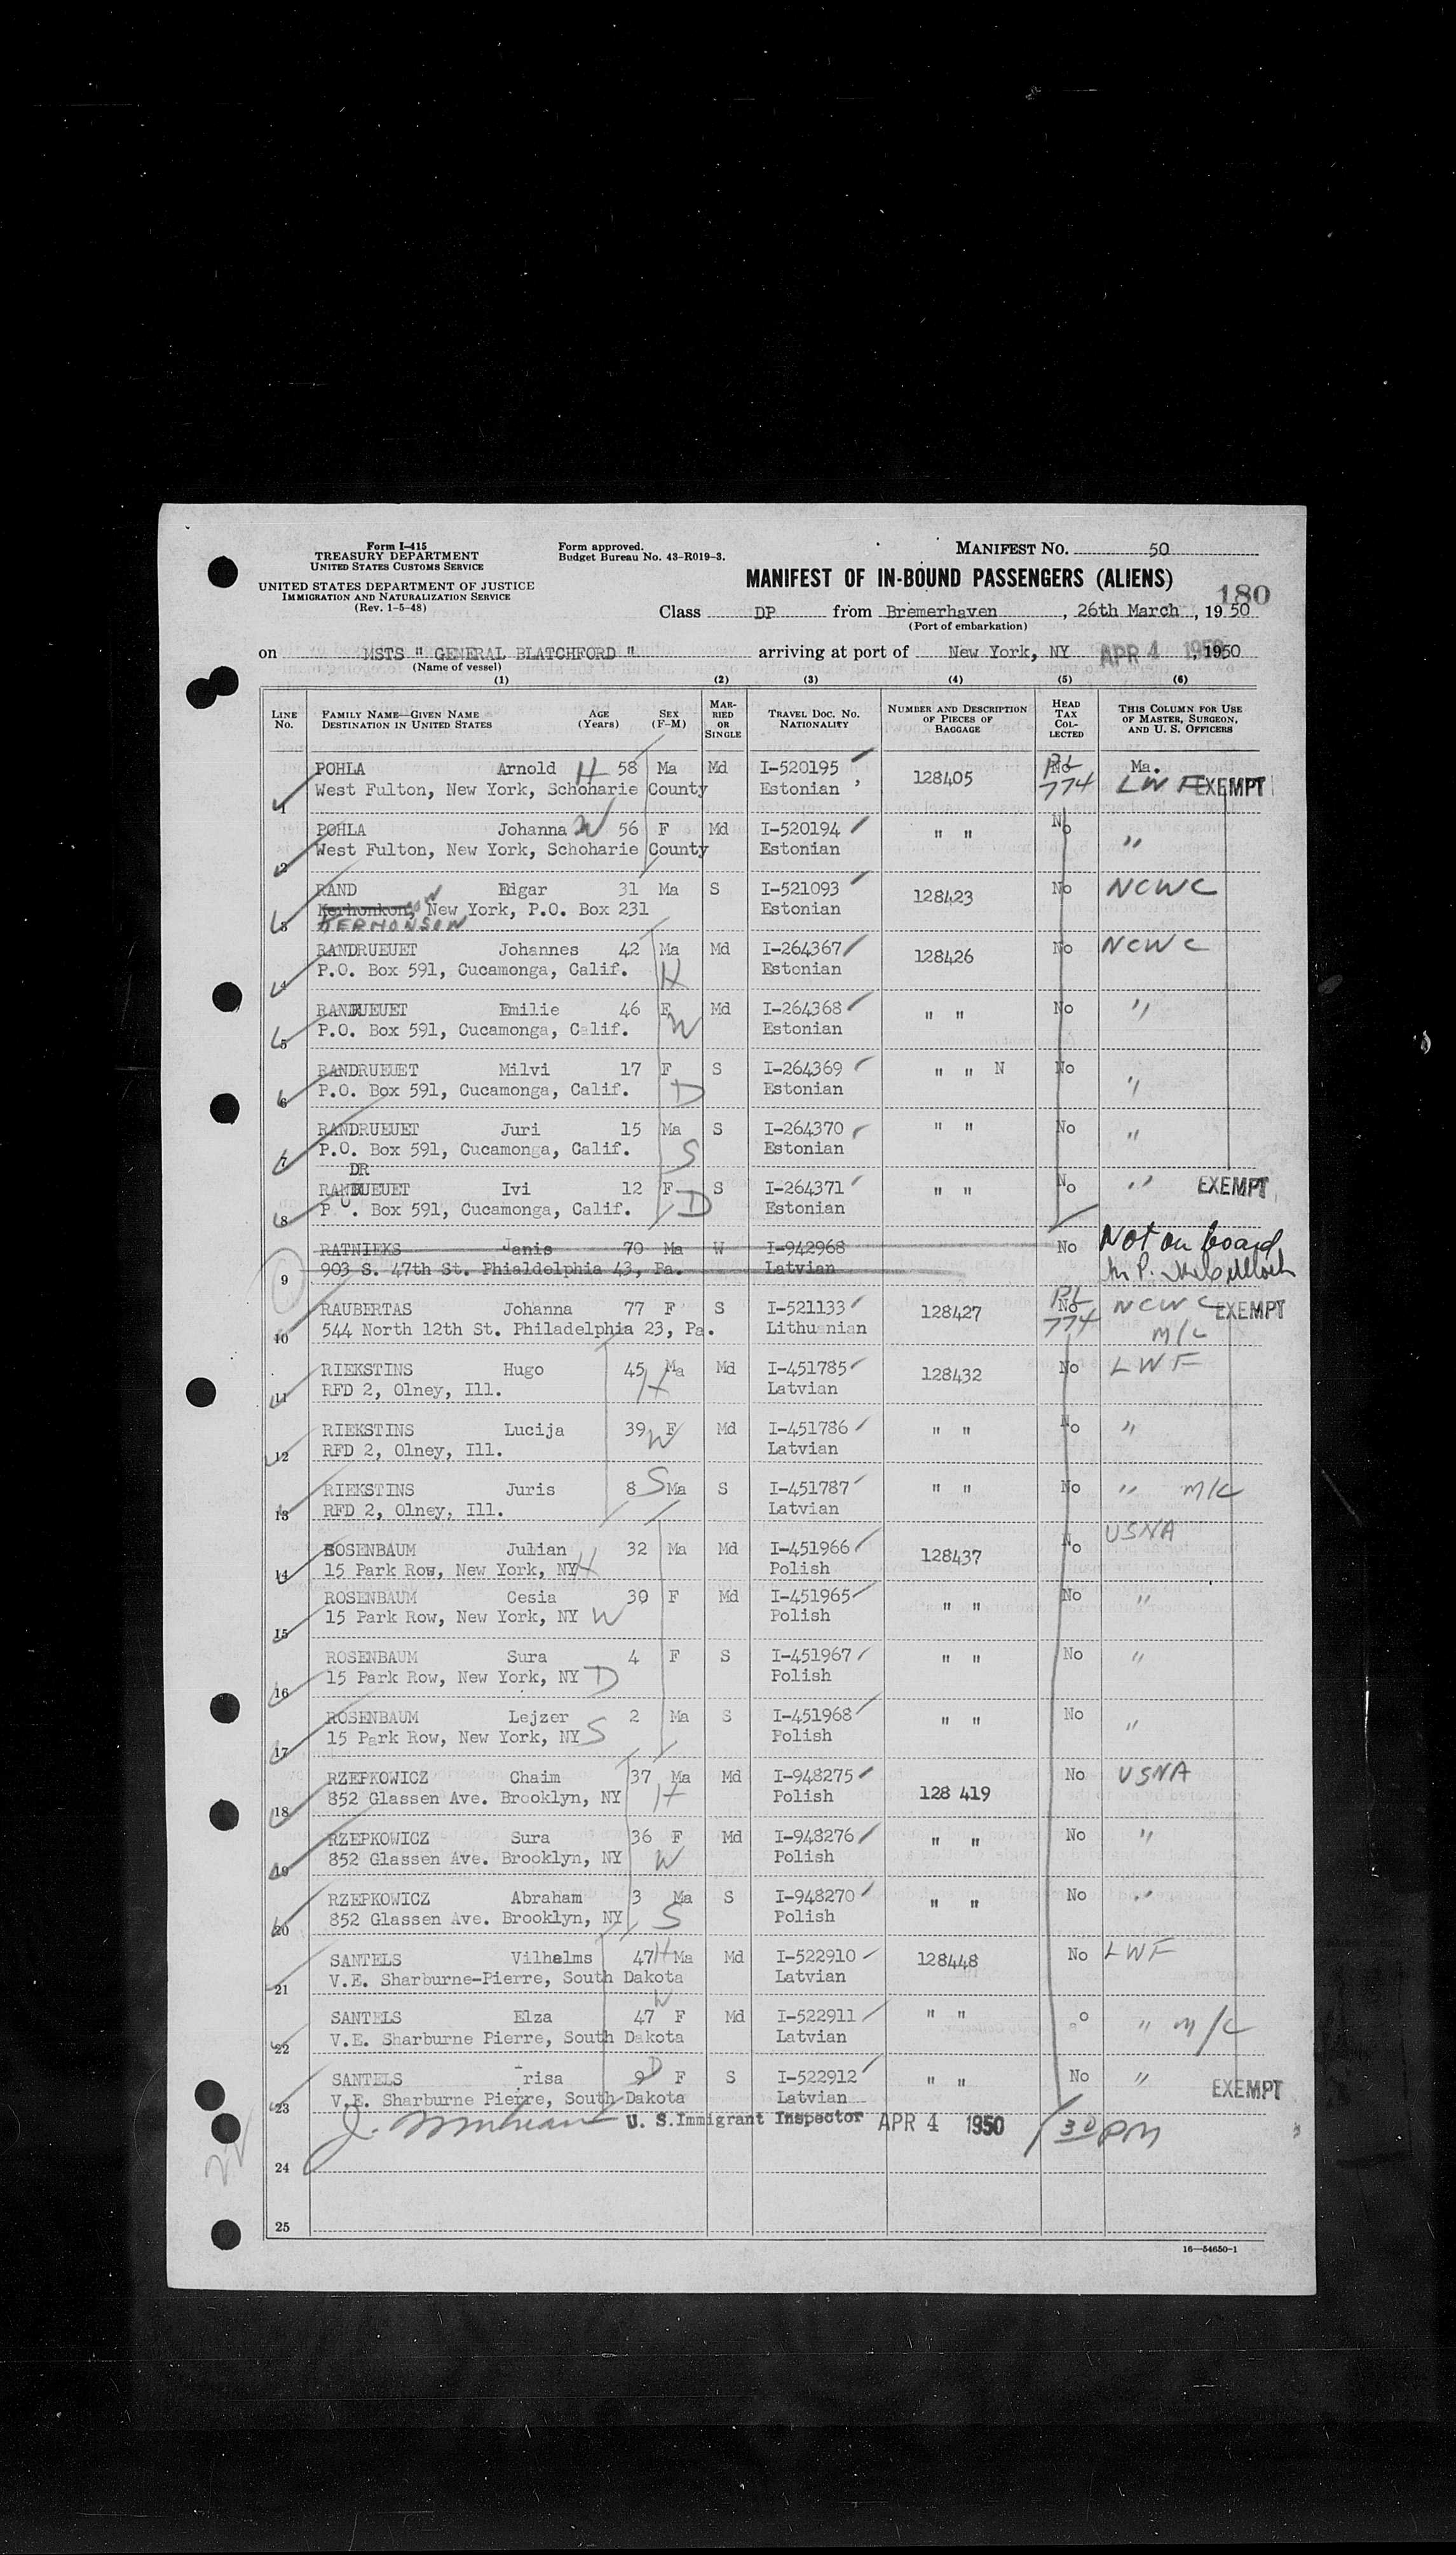 Form I-415
TREASURY DEPARTMENT
UNITED STATES CUSTOMS SERVICE
UNITED STATES DEPARTMENT OF JUSTICE
IMMIGRATION AND NATURALIZATION SERVICE
(Rev. 1-5-48)
Form approved.
Budget Bureau No. 43-R019-3.
MANIFEST NO. 50
MANIFEST OF IN-BOUND PASSENGERS (ALIENS)
180
Class DP from Bremerhaven, 26th March, 1950
(Port of embarkation)
on MSTS " GENERAL BLATCHFORD " arriving at port of New York, NY APR 4 1950, 1950
(Name of vessel)
(1) (2) (3) (4) (5) (6)
LINE NO. FAMILY NAME—GIVEN NAME DESTINATION IN UNITED STATES AGE (Years) SEX (F-M) MARRIED OR SINGLE TRAVEL DOC. NO. NATIONALITY NUMBER AND DESCRIPTION OF PIECES OF BAGGAGE HEAD TAX COLLECTED THIS COLUMN FOR USE OF MASTER, SURGEON, AND U. S. OFFICERS
1 POHLA Arnold H 58 Ma Md I-520195 128405 No PL 774 Ma. LWF EXEMPT
West Fulton, New York, Schoharie County Estonian
2 POHLA Johanna W 56 F Md I-520194 " " No "
West Fulton, New York, Schoharie County Estonian
3 RAND Edgar 31 Ma S I-521093 128423 No NCWC
Kerhonkon, New York, P.O. Box 231 Estonian
KERHONSON
4 RANDRUEUET Johannes 42 Ma H Md I-264367 128426 No NCWC
P.O. Box 591, Cucamonga, Calif. Estonian
5 RANDRUEUET Emilie 46 F W Md I-264368 " " No "
P.O. Box 591, Cucamonga, Calif. Estonian
6 RANDRUEUET Milvi 17 F D S I-264369 " " N No "
P.O. Box 591, Cucamonga, Calif. Estonian
7 RANDRUEUET Juri 15 Ma S S I-264370 " " No "
P.O. Box 591, Cucamonga, Calif. Estonian
DR
8 RANDRUEUET Ivi 12 F D S I-264371 " " No " EXEMPT
P.O. Box 591, Cucamonga, Calif. Estonian
9 RATNIEKS Janis 70 Ma W I-942968 No Not on board
903 S. 47th St. Phialdelphia 43, Pa. Latvian
10 RAUBERTAS Johanna 77 F S I-521133 128427 No PL 774 NCWC EXEMPT
544 North 12th St. Philadelphia 23, Pa. Lithuanian M/C
11 RIEKSTINS Hugo 45 Ma H Md I-451785 128432 No LWF
RFD 2, Olney, Ill. Latvian
12 RIEKSTINS Lucija 39 F W Md I-451786 " " No "
RFD 2, Olney, Ill. Latvian
13 RIEKSTINS Juris 8 S Ma S I-451787 " " No " M/C
RFD 2, Olney, Ill. Latvian
14 ROSENBAUM Julian 32 Ma Md I-451966 128437 No USNA
15 Park Row, New York, NY H Polish
15 ROSENBAUM Cesia 30 F Md I-451965 " " No "
15 Park Row, New York, NY W Polish
16 ROSENBAUM Sura 4 F S I-451967 " " No "
15 Park Row, New York, NY D Polish
17 ROSENBAUM Lejzer 2 Ma S I-451968 " " No "
15 Park Row, New York, NY S Polish
18 RZEPKOWICZ Chaim 37 Ma Md I-948275 128 419 No USNA
852 Glassen Ave. Brooklyn, NY H Polish
19 RZEPKOWICZ Sura 36 F Md I-948276 " " No "
852 Glassen Ave. Brooklyn, NY W Polish
20 RZEPKOWICZ Abraham 3 Ma S I-948270 " " No "
852 Glassen Ave. Brooklyn, NY S Polish
21 SANTELS Vilhelms 47 H Ma Md I-522910 128448 No LWF
V.E. Sharburne-Pierre, South Dakota Latvian
22 SANTELS Elza 47 W F Md I-522911 " " o " M/C
V.E. Sharburne Pierre, South Dakota Latvian
23 SANTELS risa 9 D F S I-522912 " " No " EXEMPT
V.E. Sharburne Pierre, South Dakota Latvian
U. S. Immigrant Inspector APR 4 1950 1 30 PM
24
25
16—54650-1